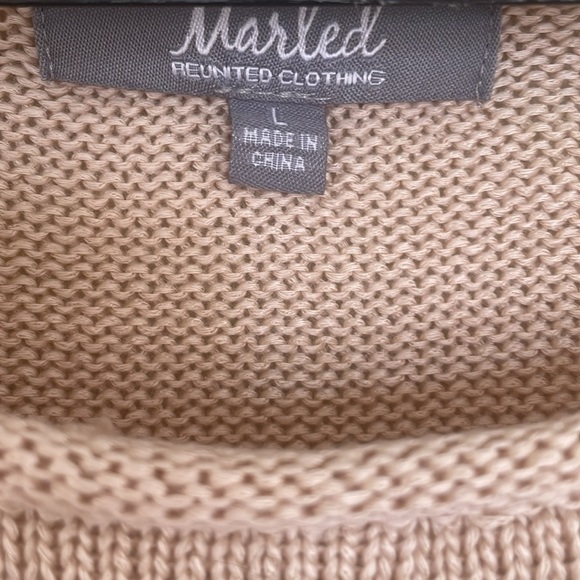 Marled
REUNITED CLOTHING
L
MADE IN
CHINA